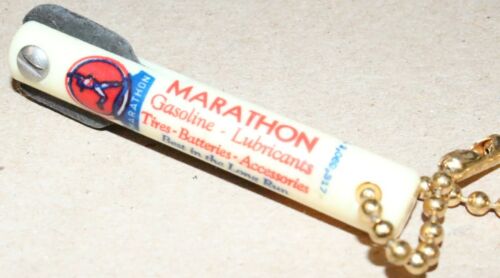 MARATHON
MARATHON
Gasoline - Lubricants
Tires - Batteries - Accessories
Best in the Long Run